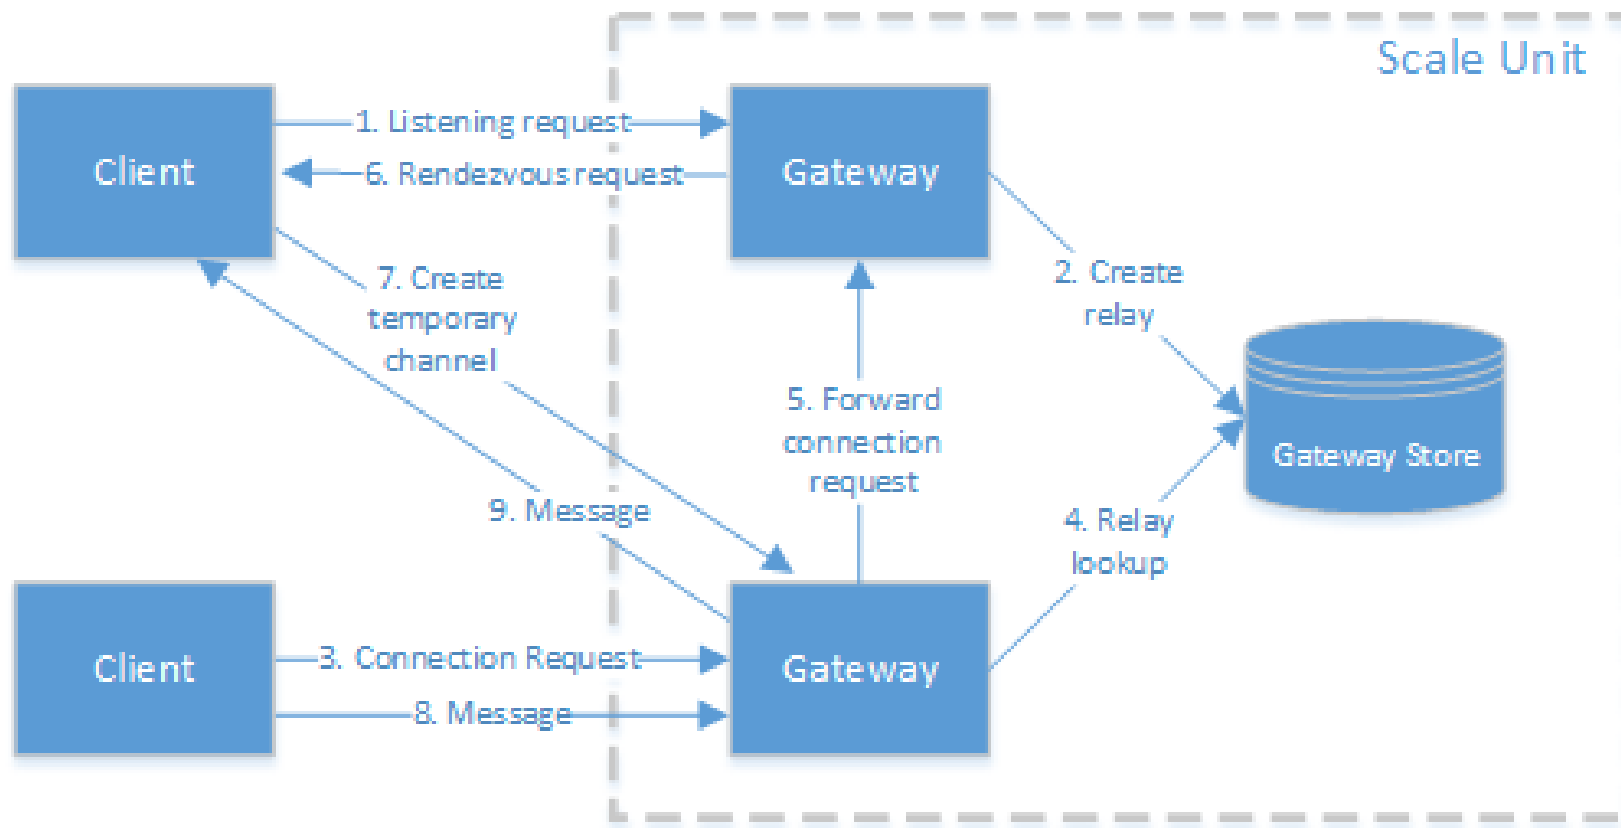 Scale Unit
Client
1. Listening request
Gateway
6. Rendezvous request
7. Create
temporary
channel
2. Create
relay
5. Forward
connection
request
Gateway Store
9. Message
4. Relay
lookup
Client
3. Connection Request
8. Message
Gateway